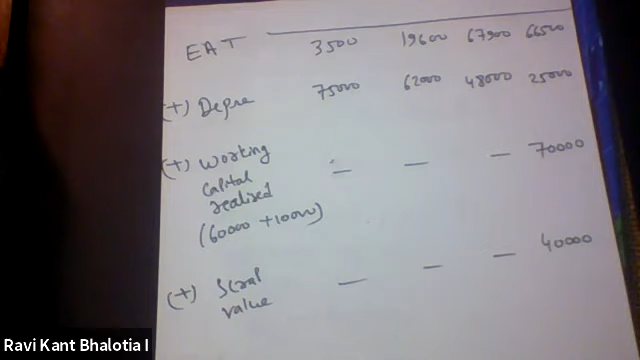 EAT 3500 19600 67900 66500
(+) Depre 75000 62000 48000 25000
(+) Working — — — 70000
capital
realised
(60000 + 10000)
(+) Scrap — — — 40000
value
Ravi Kant Bhalotia I